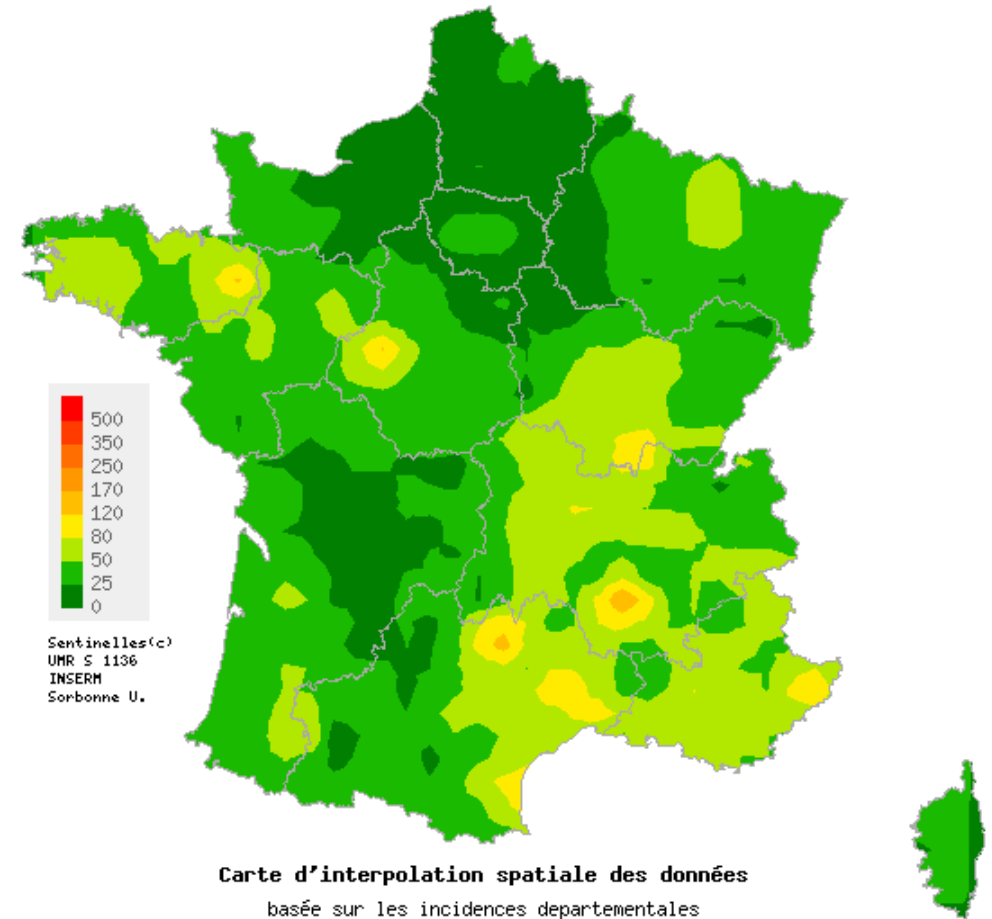 500
350
250
170
120
80
50
25
0
Sentinelles(c)
UMR S 1136
INSERM
Sorbonne U.
Carte d'interpolation spatiale des données
basée sur les incidences departementales